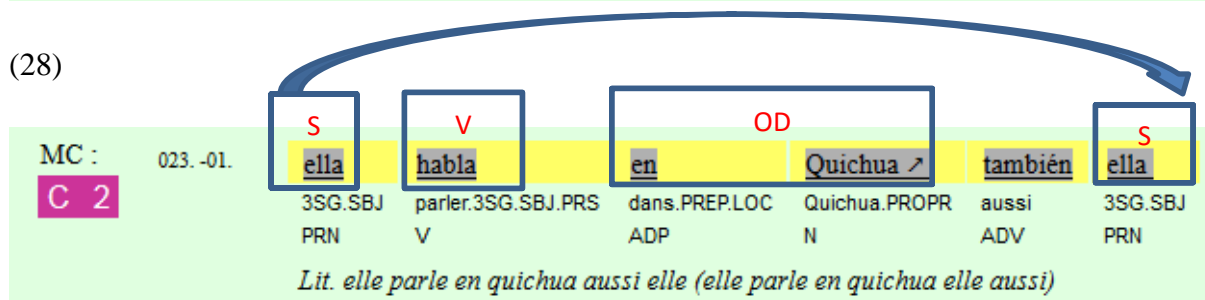 (28)
S V OD S
MC : 023. -01. ella habla en Quichua ↗ también ella
C 2 3SG.SBJ parler.3SG.SBJ.PRS dans.PREP.LOC Quichua.PROPR aussi 3SG.SBJ
PRN V ADP N ADV PRN
Lit. elle parle en quichua aussi elle (elle parle en quichua elle aussi)